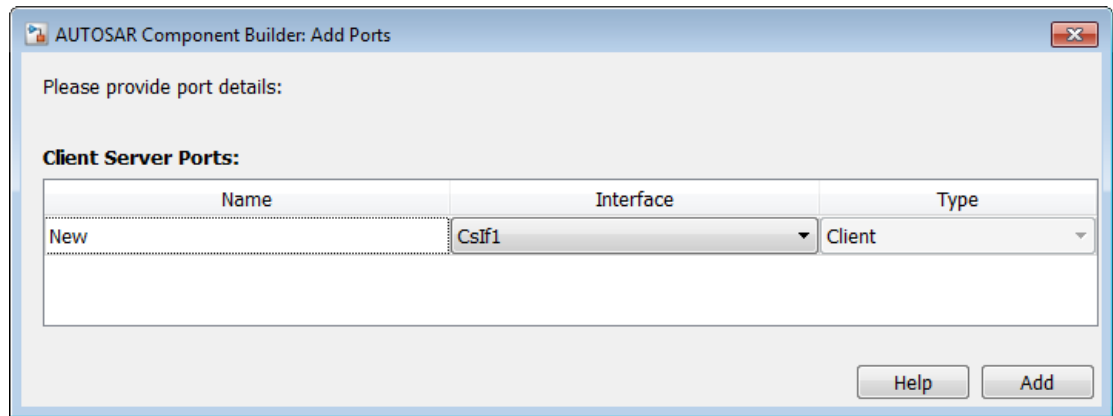 AUTOSAR Component Builder: Add Ports
Please provide port details:
Client Server Ports:
Name Interface Type
New CsIf1 Client
Help Add